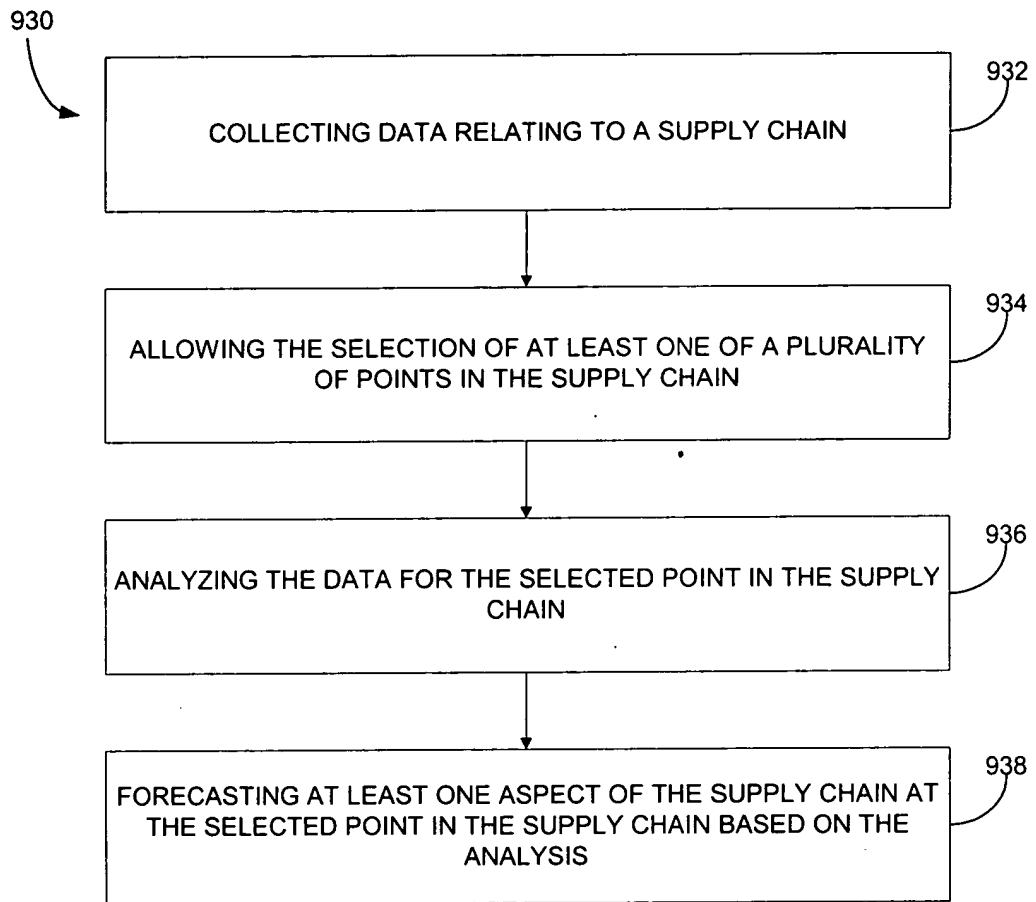 930
932
COLLECTING DATA RELATING TO A SUPPLY CHAIN
934
ALLOWING THE SELECTION OF AT LEAST ONE OF A PLURALITY
OF POINTS IN THE SUPPLY CHAIN
936
ANALYZING THE DATA FOR THE SELECTED POINT IN THE SUPPLY
CHAIN
938
FORECASTING AT LEAST ONE ASPECT OF THE SUPPLY CHAIN AT
THE SELECTED POINT IN THE SUPPLY CHAIN BASED ON THE
ANALYSIS